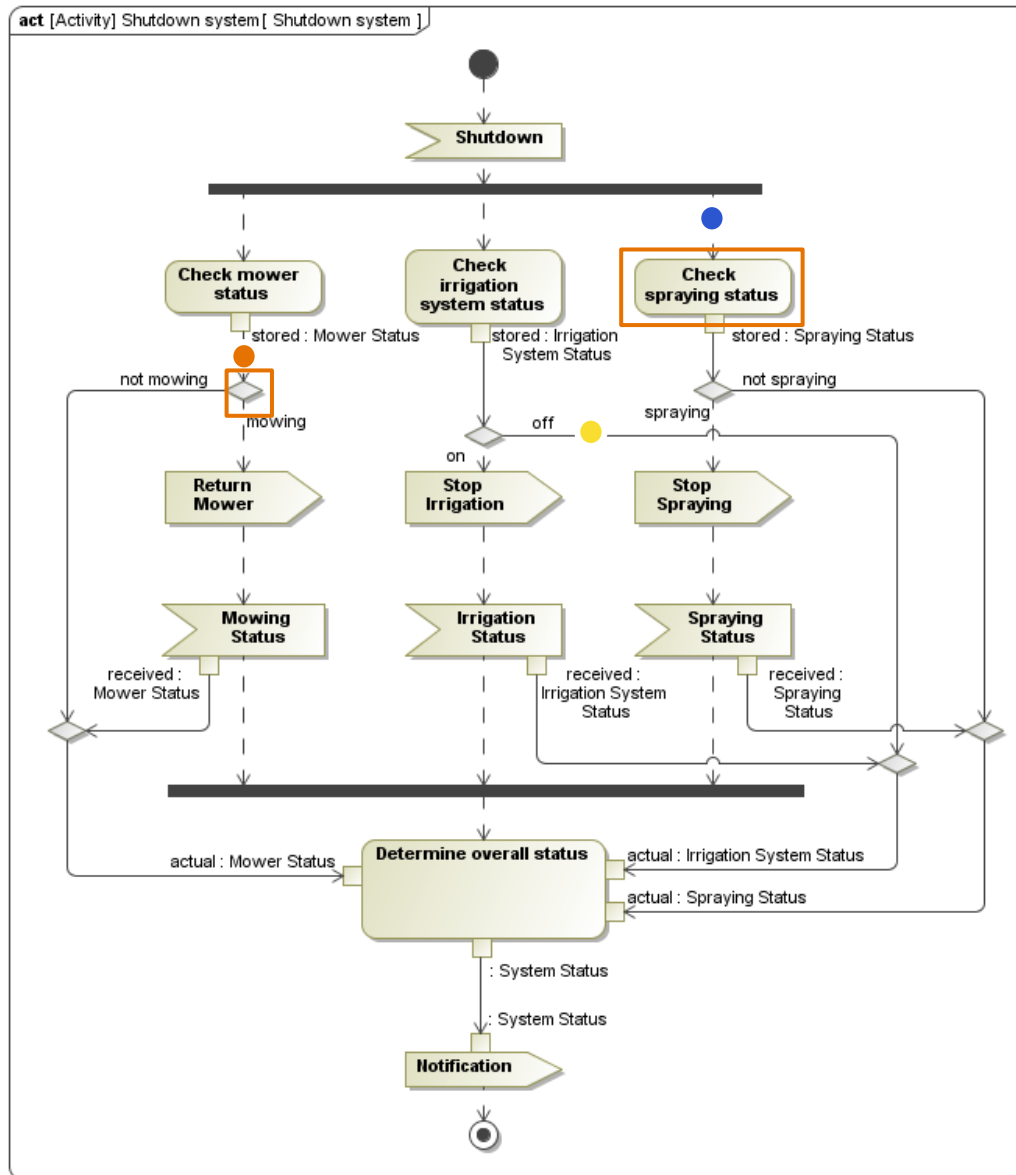 act [Activity] Shutdown system[ Shutdown system ]
Shutdown
Check mower
status
Check
irrigation
system status
Check
spraying status
stored : Mower Status
stored : Irrigation
System Status
stored : Spraying Status
not mowing
mowing
off
on
spraying
not spraying
Return
Mower
Stop
Irrigation
Stop
Spraying
Mowing
Status
Irrigation
Status
Spraying
Status
received :
Mower Status
received :
Irrigation System
Status
received :
Spraying
Status
Determine overall status
actual : Mower Status
actual : Irrigation System Status
actual : Spraying Status
: System Status
: System Status
Notification